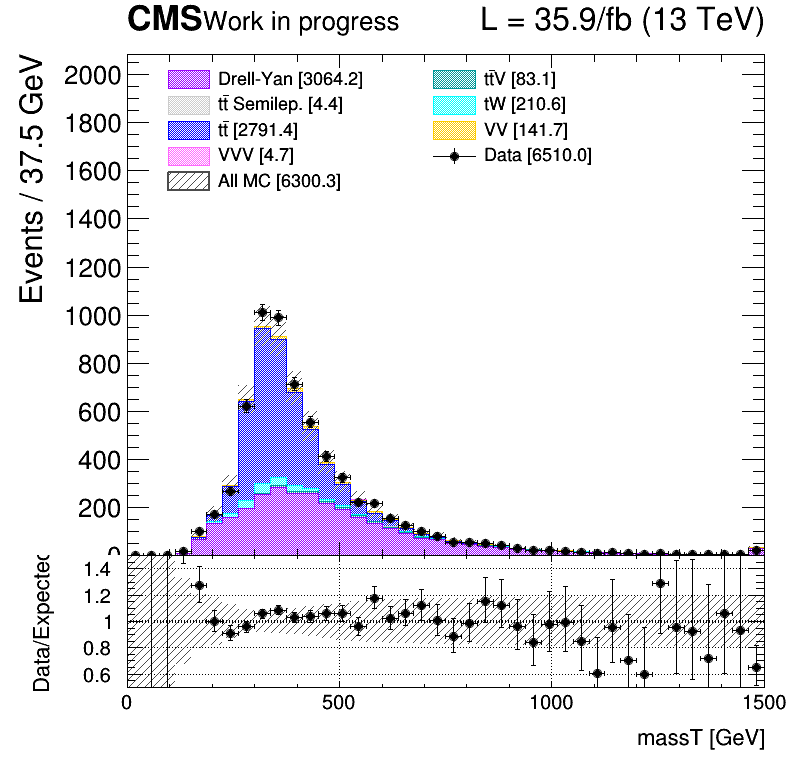 CMS Work in progress L = 35.9/fb (13 TeV)
Events / 37.5 GeV
2000
1800
1600
1400
1200
1000
800
600
400
200
0
Drell-Yan [3064.2]
tt̄ Semilep. [4.4]
tt̄ [2791.4]
VVV [4.7]
All MC [6300.3]
tt̄V [83.1]
tW [210.6]
VV [141.7]
Data [6510.0]
Data/Expected
1.4
1.2
1
0.8
0.6
0 500 1000 1500
massT [GeV]